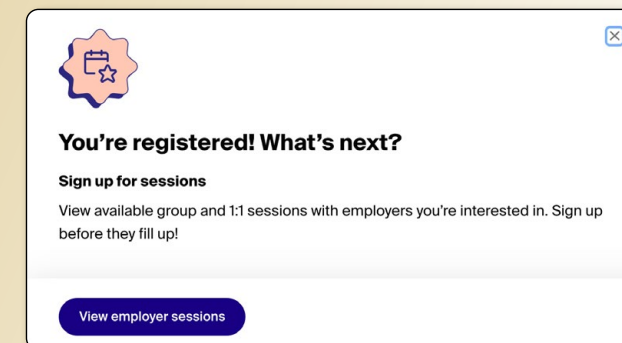 You’re registered! What’s next?
Sign up for sessions
View available group and 1:1 sessions with employers you’re interested in. Sign up
before they fill up!
View employer sessions